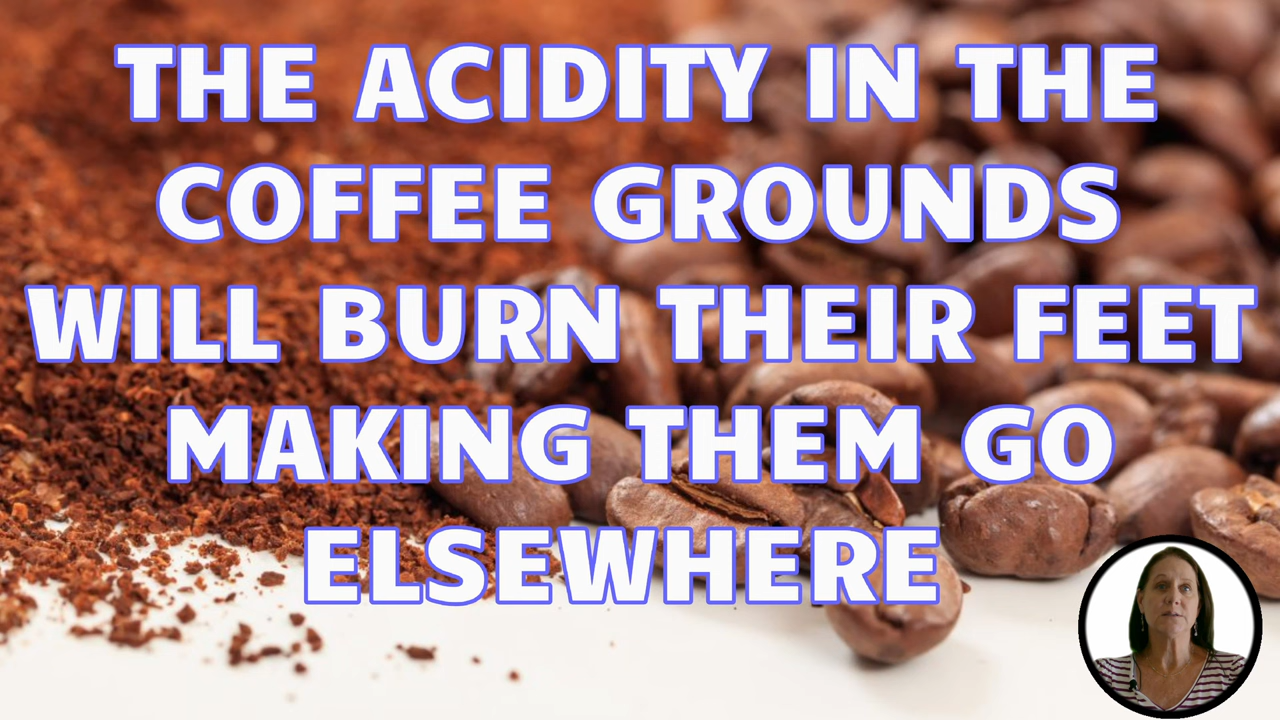 THE ACIDITY IN THE
COFFEE GROUNDS
WILL BURN THEIR FEET
MAKING THEM GO
ELSEWHERE